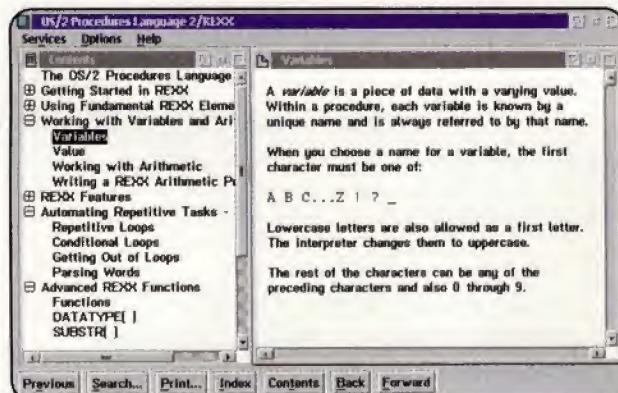 OS/2 Procedures Language 2/REXX
Services Options Help
Contents
The OS/2 Procedures Language
Getting Started in REXX
Using Fundamental REXX Eleme
Working with Variables and Ari
Variables
Value
Working with Arithmetic
Writing a REXX Arithmetic P
REXX Features
Automating Repetitive Tasks -
Repetitive Loops
Conditional Loops
Getting Out of Loops
Parsing Words
Advanced REXX Functions
Functions
DATATYPE( )
SUBSTR( )
Variables
A variable is a piece of data with a varying value.
Within a procedure, each variable is known by a
unique name and is always referred to by that name.
When you choose a name for a variable, the first
character must be one of:
A B C...Z ! ? _
Lowercase letters are also allowed as a first letter.
The interpreter changes them to uppercase.
The rest of the characters can be any of the
preceding characters and also 0 through 9.
Previous Search... Print... Index Contents Back Forward